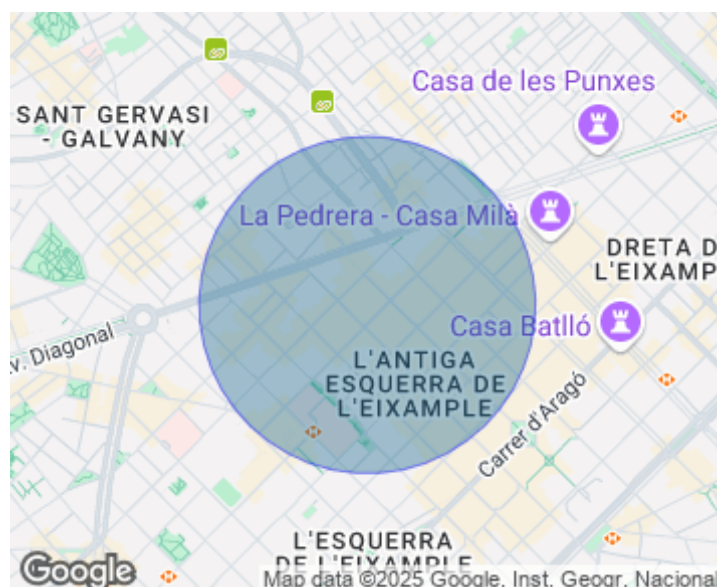 Casa de les Punxes
SANT GERVASI
- GALVANY
La Pedrera - Casa Milà
DRETA D
L'EIXAMP
Casa Batlló
v. Diagonal
L'ANTIGA
ESQUERRA DE
L'EIXAMPLE
Carrer d'Aragó
L'ESQUERRA
DE L'EIXAMPLE
Google
Map data ©2025 Google, Inst. Geogr. Nacional